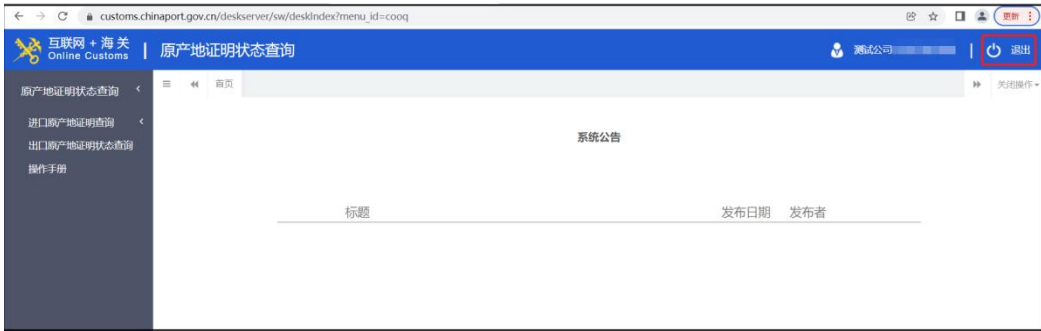 customs.chinaport.gov.cn/deskserver/sw/deskIndex?menu_id=cooq
更新
互联网 + 海关
Online Customs
原产地证明状态查询
测试公司
退出
原产地证明状态查询
首页
关闭操作
进口原产地证明查询
出口原产地证明状态查询
操作手册
系统公告
标题
发布日期
发布者